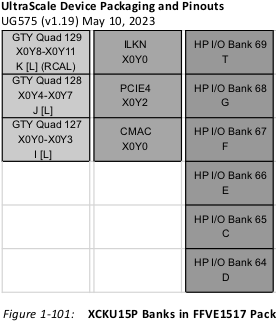 UltraScale Device Packaging and Pinouts
UG575 (v1.19) May 10, 2023
GTY Quad 129
X0Y8-X0Y11
K [L] (RCAL)
ILKN
X0Y0
HP I/O Bank 69
T
GTY Quad 128
X0Y4-X0Y7
J [L]
PCIE4
X0Y2
HP I/O Bank 68
G
GTY Quad 127
X0Y0-X0Y3
I [L]
CMAC
X0Y0
HP I/O Bank 67
F
HP I/O Bank 66
E
HP I/O Bank 65
C
HP I/O Bank 64
D
Figure 1-101: XCKU15P Banks in FFVE1517 Pack